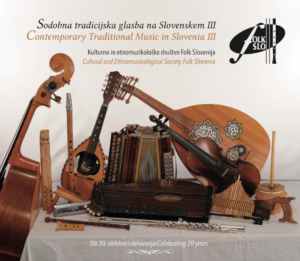 Sodobna tradicijska glasba na Slovenskem III
Contemporary Traditional Music in Slovenia III
Kulturno in etnomuzikološko društvo Folk Slovenija
Cultural and Ethnomusicological Society Folk Slovenia
FOLK
SLO
Ob 20. obletnici delovanja/Celebrating 20 years